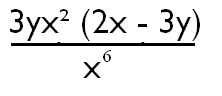 3yx² (2x - 3y)
x⁶